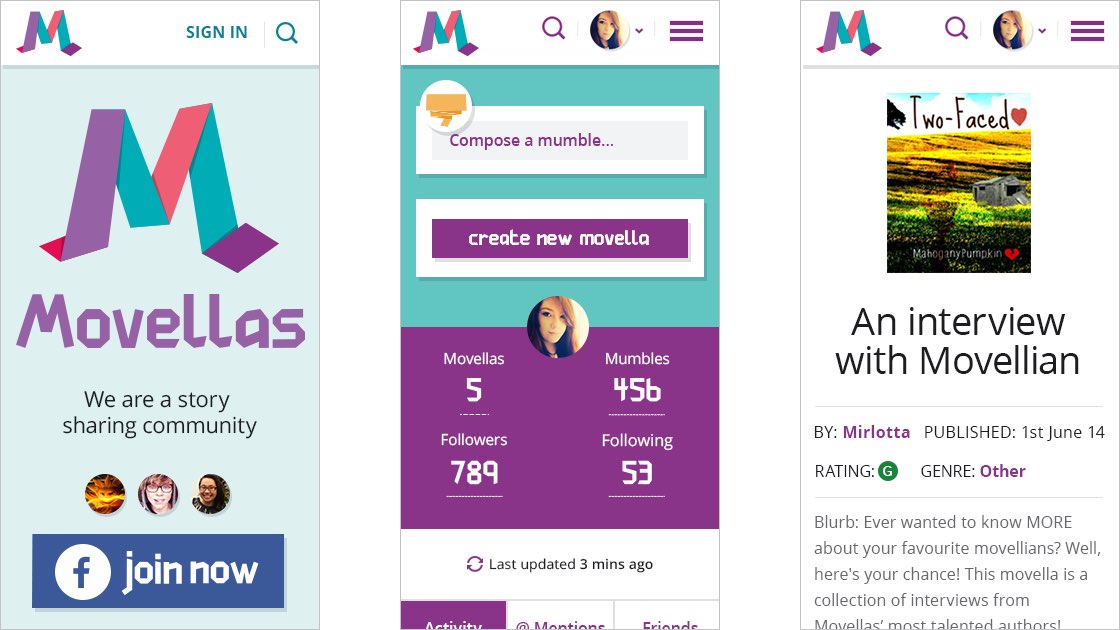 SIGN IN
Movellas
We are a story
sharing community
f join now
Compose a mumble...
create new movella
Movellas
5
Mumbles
456
Followers
789
Following
53
Last updated 3 mins ago
Activity
@ Mentions
Friends
Two-Faced
MahoganyPumpkin
An interview
with Movellian
BY: Mirlotta PUBLISHED: 1st June 14
RATING: G GENRE: Other
Blurb: Ever wanted to know MORE
about your favourite movellians? Well,
here's your chance! This movella is a
collection of interviews from
Movellas' most talented authors!